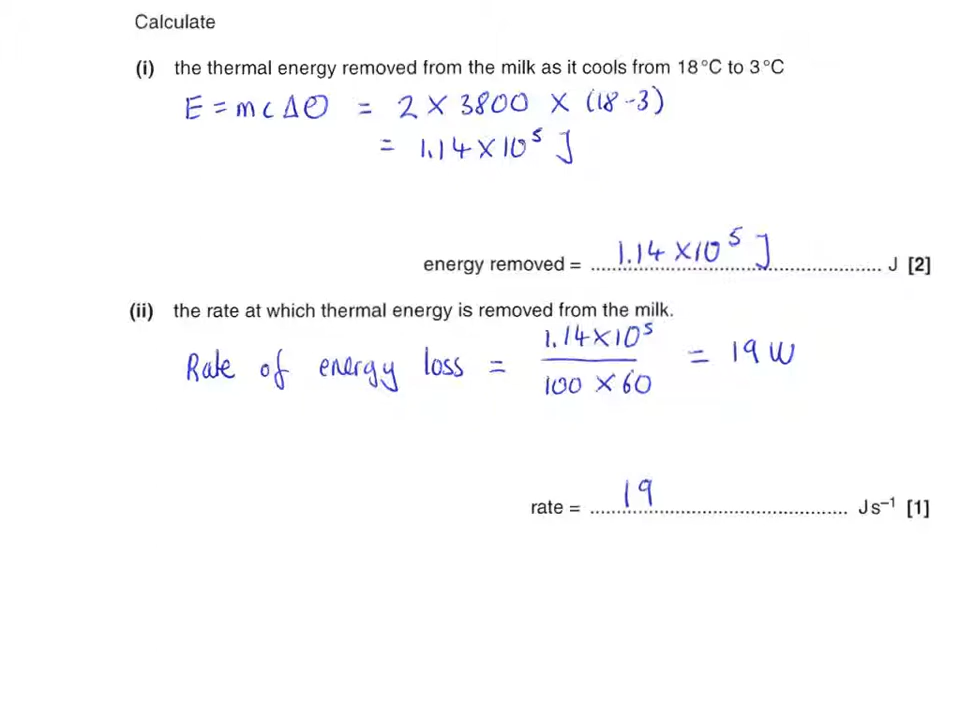 Calculate
(i) the thermal energy removed from the milk as it cools from 18°C to 3°C
E = mcΔθ = 2 × 3800 × (18-3)
= 1.14×10⁵ J
energy removed = 1.14 ×10⁵ J J [2]
(ii) the rate at which thermal energy is removed from the milk.
Rate of energy loss = 1.14×10⁵ / 100 × 60 = 19 W
rate = 19 J s⁻¹ [1]